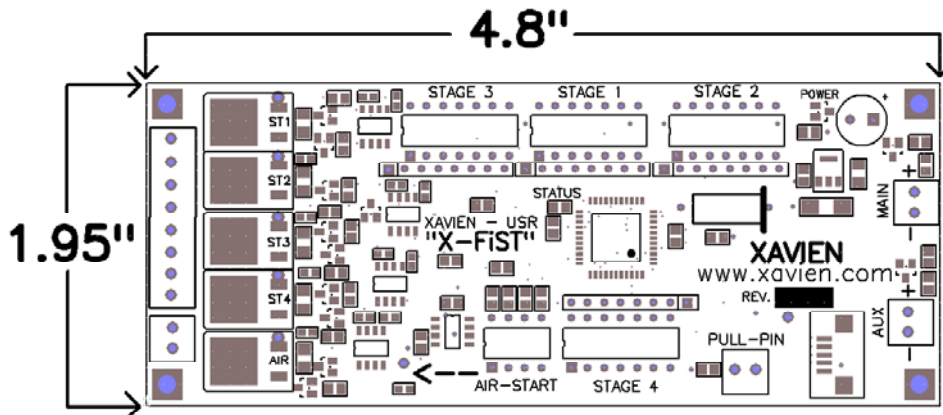 4.8"
1.95"
STAGE 3
STAGE 1
STAGE 2
POWER
+
ST1
ST2
ST3
ST4
AIR
STATUS
XAVIEN - USR
"X-FiST"
+
MAIN
-
XAVIEN
www.xavien.com
REV.
+
AUX
-
PULL-PIN
AIR-START
STAGE 4